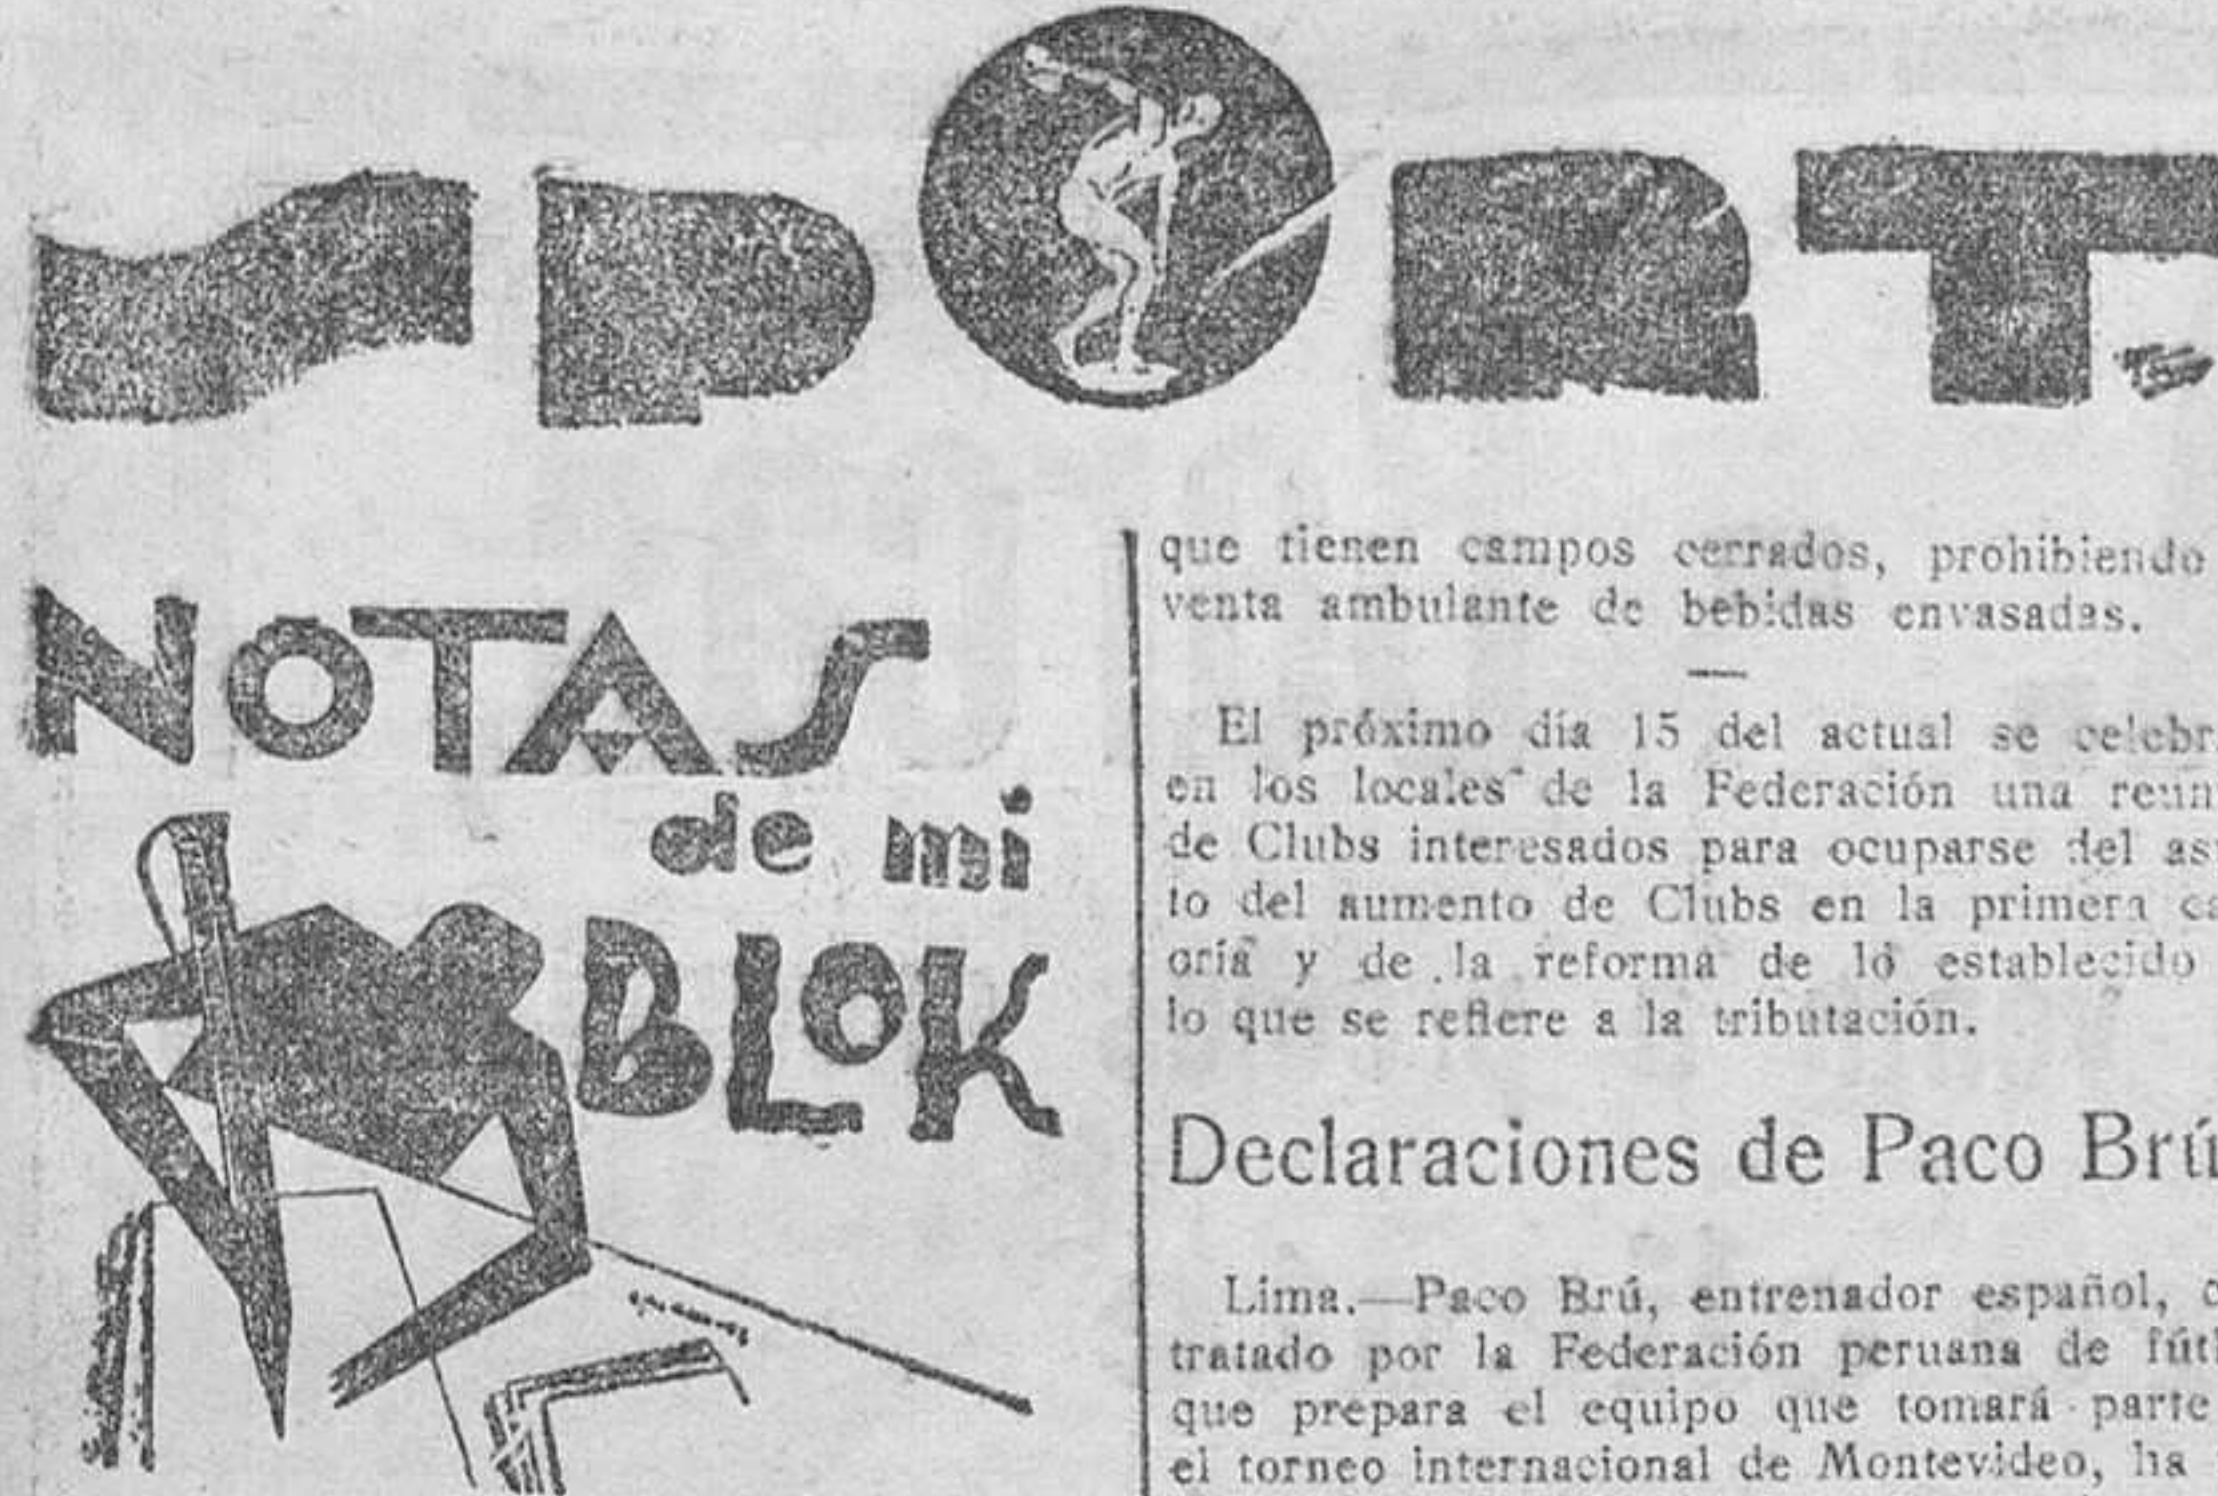 SPORT
NOTAS
de mi
BLOK
que tienen campos cerrados, prohibiendo
venta ambulante de bebidas envasadas.
El próximo día 15 del actual se celebr
en los locales de la Federación una reun
de Clubs interesados para ocuparse del as
to del aumento de Clubs en la primera ca
oría y de la reforma de lo establecido
lo que se refiere a la tributación.
Declaraciones de Paco Brú
Lima.—Paco Brú, entrenador español, c
tratado por la Federación peruana de fút
que prepara el equipo que tomará parte
el torneo internacional de Montevideo, ha